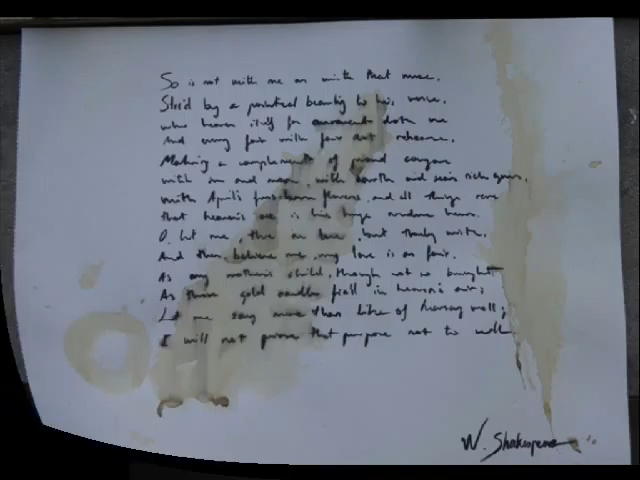 So is it not with me as with that muse,
Stirr'd by a painted beauty to his verse,
who heaven itself for ornament doth use
And every fair with his fair doth rehearse,
Making a complement of proud compare
with sun and moon, with earth and sea's rich gems,
with April's first-born flowers, and all things rare
that heaven's air in this huge rondure hems.
O, let me, true in love, but truly write,
And then believe me, my love is as fair,
As any mother's child, though not so bright
As those gold candles fix'd in heaven's air;
Let me say more than like of hearsay well;
I will not praise that purpose not to sell
W. Shakespeare